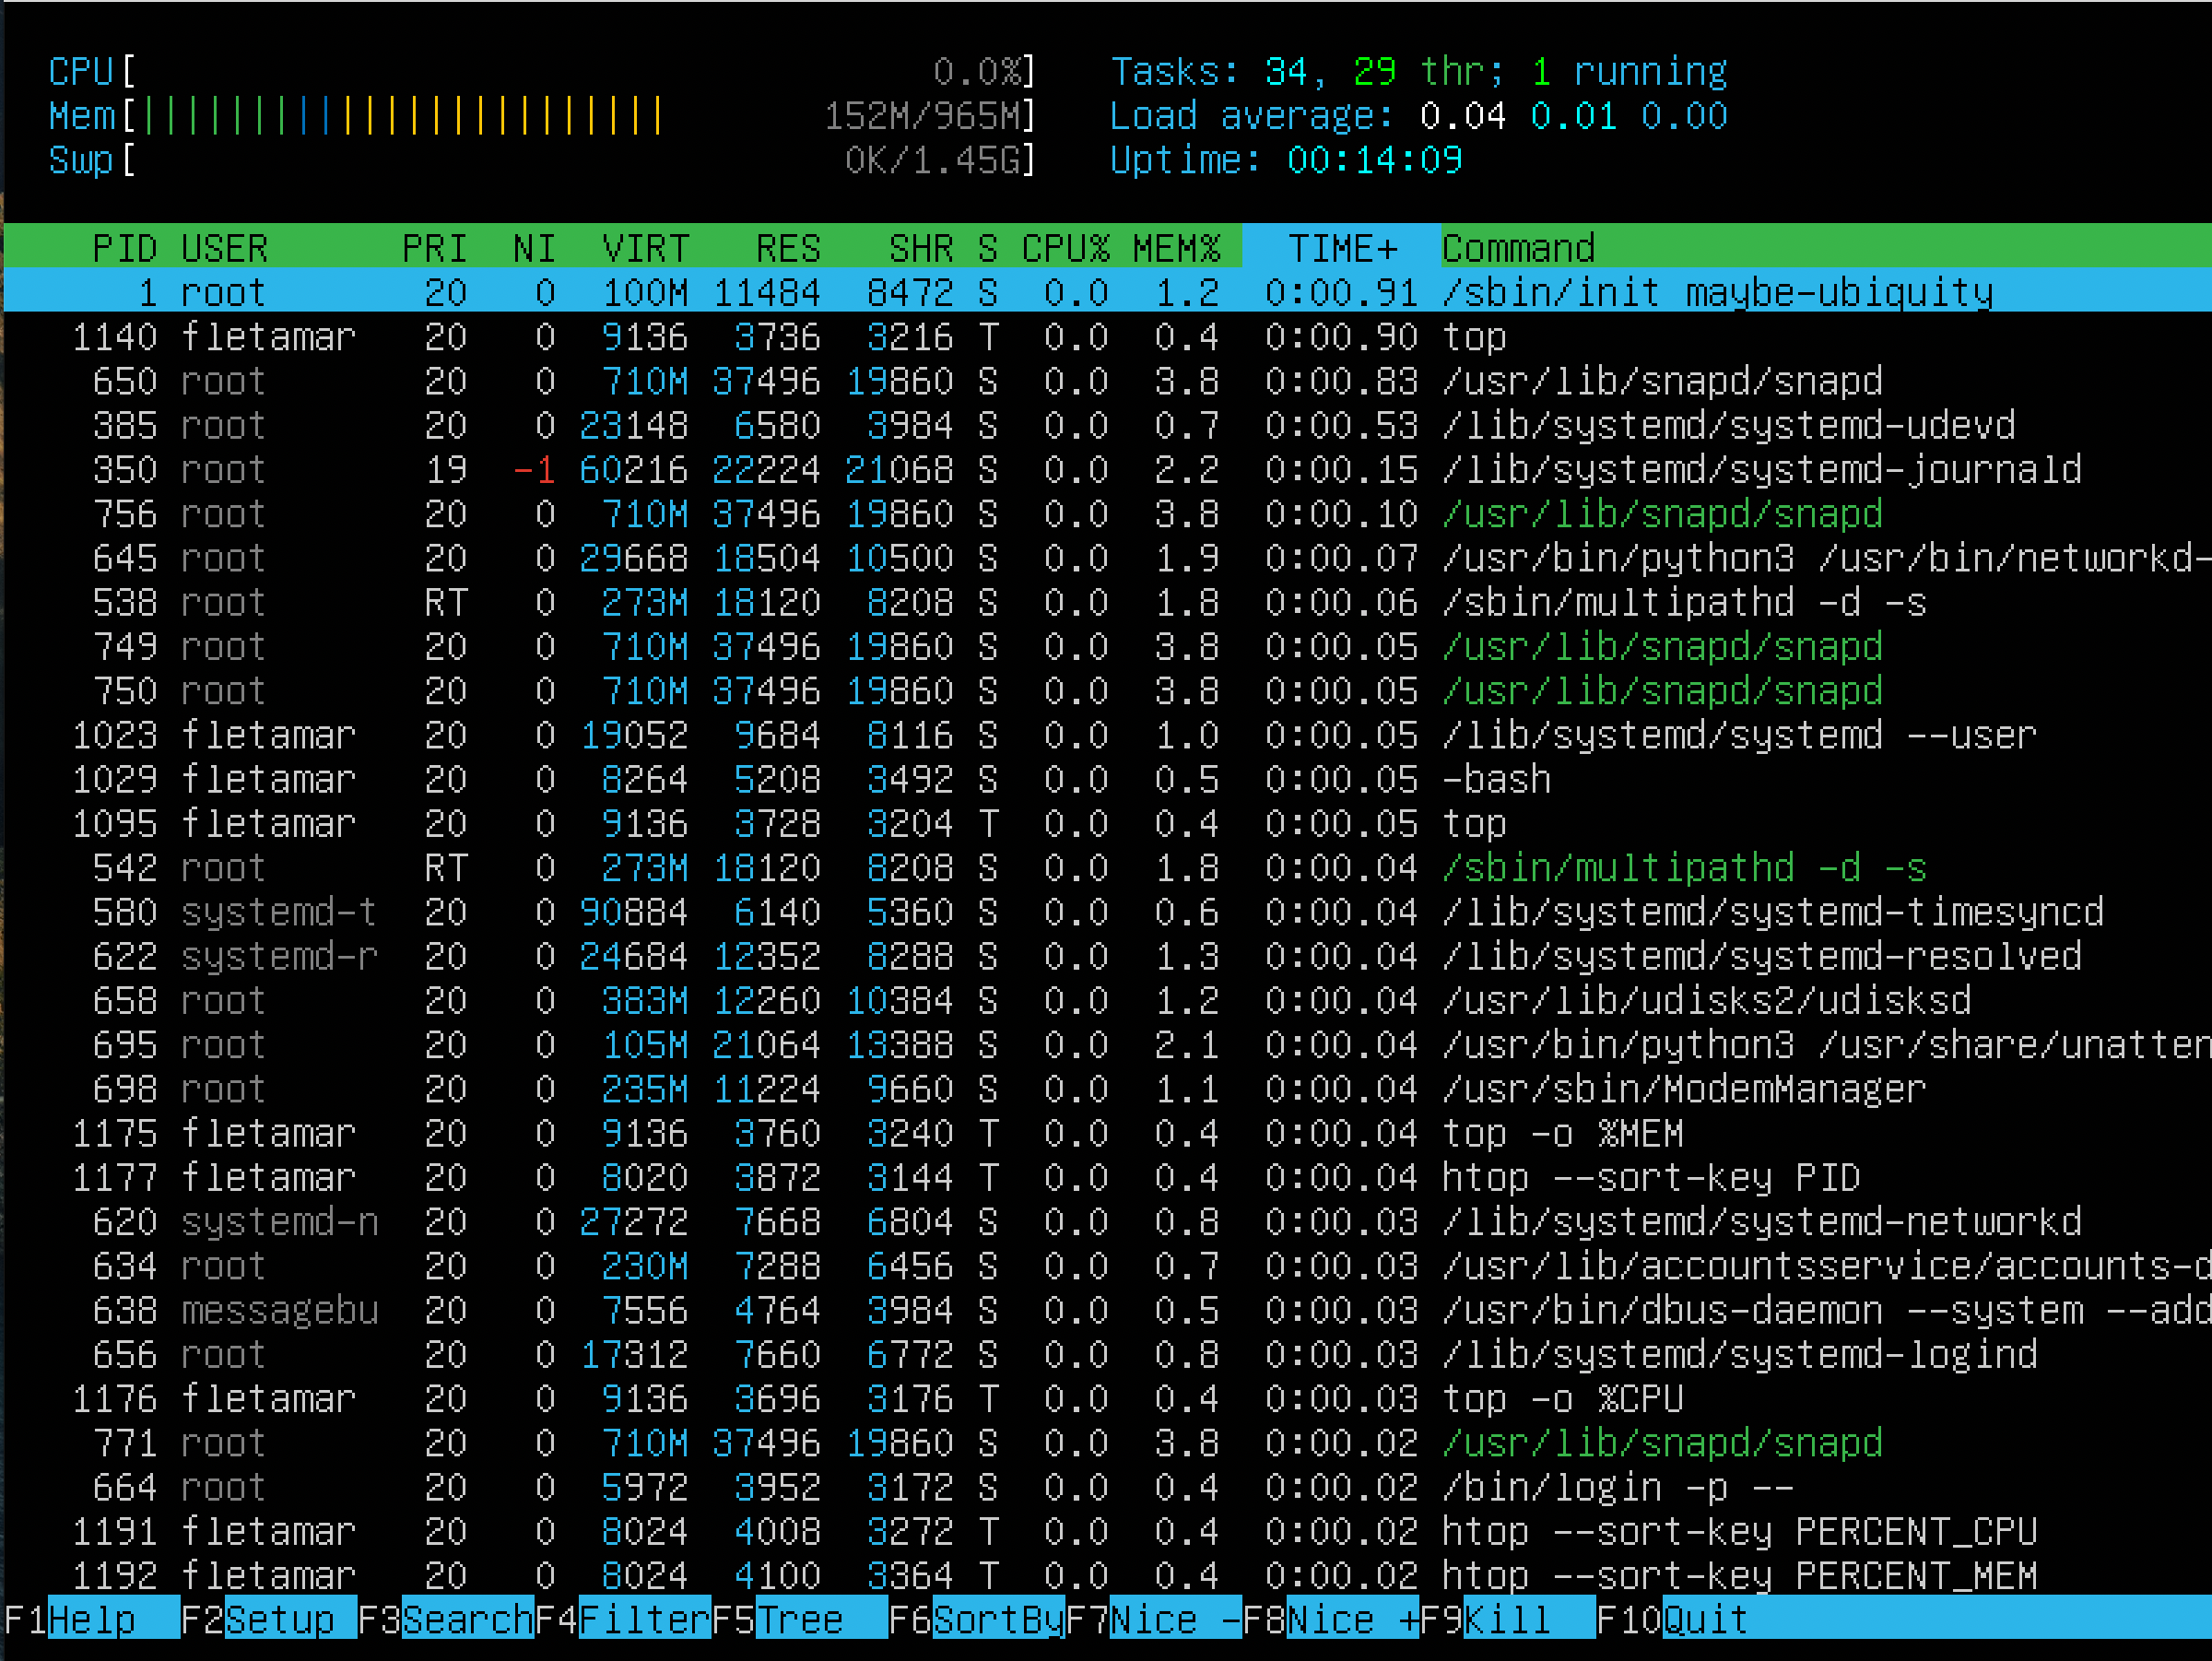 CPU[ 0.0%] Tasks: 34, 29 thr; 1 running
Mem[|||||||||||||||||||||||| 152M/965M] Load average: 0.04 0.01 0.00
Swp[ 0K/1.45G] Uptime: 00:14:09
PID USER PRI NI VIRT RES SHR S CPU% MEM% TIME+ Command
1 root 20 0 100M 11484 8472 S 0.0 1.2 0:00.91 /sbin/init maybe-ubiquity
1140 fletamar 20 0 9136 3736 3216 T 0.0 0.4 0:00.90 top
650 root 20 0 710M 37496 19860 S 0.0 3.8 0:00.83 /usr/lib/snapd/snapd
385 root 20 0 23148 6580 3984 S 0.0 0.7 0:00.53 /lib/systemd/systemd-udevd
350 root 19 -1 60216 22224 21068 S 0.0 2.2 0:00.15 /lib/systemd/systemd-journald
756 root 20 0 710M 37496 19860 S 0.0 3.8 0:00.10 /usr/lib/snapd/snapd
645 root 20 0 29668 18504 10500 S 0.0 1.9 0:00.07 /usr/bin/python3 /usr/bin/networkd-
538 root RT 0 273M 18120 8208 S 0.0 1.8 0:00.06 /sbin/multipathd -d -s
749 root 20 0 710M 37496 19860 S 0.0 3.8 0:00.05 /usr/lib/snapd/snapd
750 root 20 0 710M 37496 19860 S 0.0 3.8 0:00.05 /usr/lib/snapd/snapd
1023 fletamar 20 0 19052 9684 8116 S 0.0 1.0 0:00.05 /lib/systemd/systemd --user
1029 fletamar 20 0 8264 5208 3492 S 0.0 0.5 0:00.05 -bash
1095 fletamar 20 0 9136 3728 3204 T 0.0 0.4 0:00.05 top
542 root RT 0 273M 18120 8208 S 0.0 1.8 0:00.04 /sbin/multipathd -d -s
580 systemd-t 20 0 90884 6140 5360 S 0.0 0.6 0:00.04 /lib/systemd/systemd-timesyncd
622 systemd-r 20 0 24684 12352 8288 S 0.0 1.3 0:00.04 /lib/systemd/systemd-resolved
658 root 20 0 383M 12260 10384 S 0.0 1.2 0:00.04 /usr/lib/udisks2/udisksd
695 root 20 0 105M 21064 13388 S 0.0 2.1 0:00.04 /usr/bin/python3 /usr/share/unatten
698 root 20 0 235M 11224 9660 S 0.0 1.1 0:00.04 /usr/sbin/ModemManager
1175 fletamar 20 0 9136 3760 3240 T 0.0 0.4 0:00.04 top -o %MEM
1177 fletamar 20 0 8020 3872 3144 T 0.0 0.4 0:00.04 htop --sort-key PID
620 systemd-n 20 0 27272 7668 6804 S 0.0 0.8 0:00.03 /lib/systemd/systemd-networkd
634 root 20 0 230M 7288 6456 S 0.0 0.7 0:00.03 /usr/lib/accountsservice/accounts-d
638 messagebu 20 0 7556 4764 3984 S 0.0 0.5 0:00.03 /usr/bin/dbus-daemon --system --add
656 root 20 0 17312 7660 6772 S 0.0 0.8 0:00.03 /lib/systemd/systemd-logind
1176 fletamar 20 0 9136 3696 3176 T 0.0 0.4 0:00.03 top -o %CPU
771 root 20 0 710M 37496 19860 S 0.0 3.8 0:00.02 /usr/lib/snapd/snapd
664 root 20 0 5972 3952 3172 S 0.0 0.4 0:00.02 /bin/login -p --
1191 fletamar 20 0 8024 4008 3272 T 0.0 0.4 0:00.02 htop --sort-key PERCENT_CPU
1192 fletamar 20 0 8024 4100 3364 T 0.0 0.4 0:00.02 htop --sort-key PERCENT_MEM
F1Help F2Setup F3SearchF4FilterF5Tree F6SortByF7Nice -F8Nice +F9Kill F10Quit